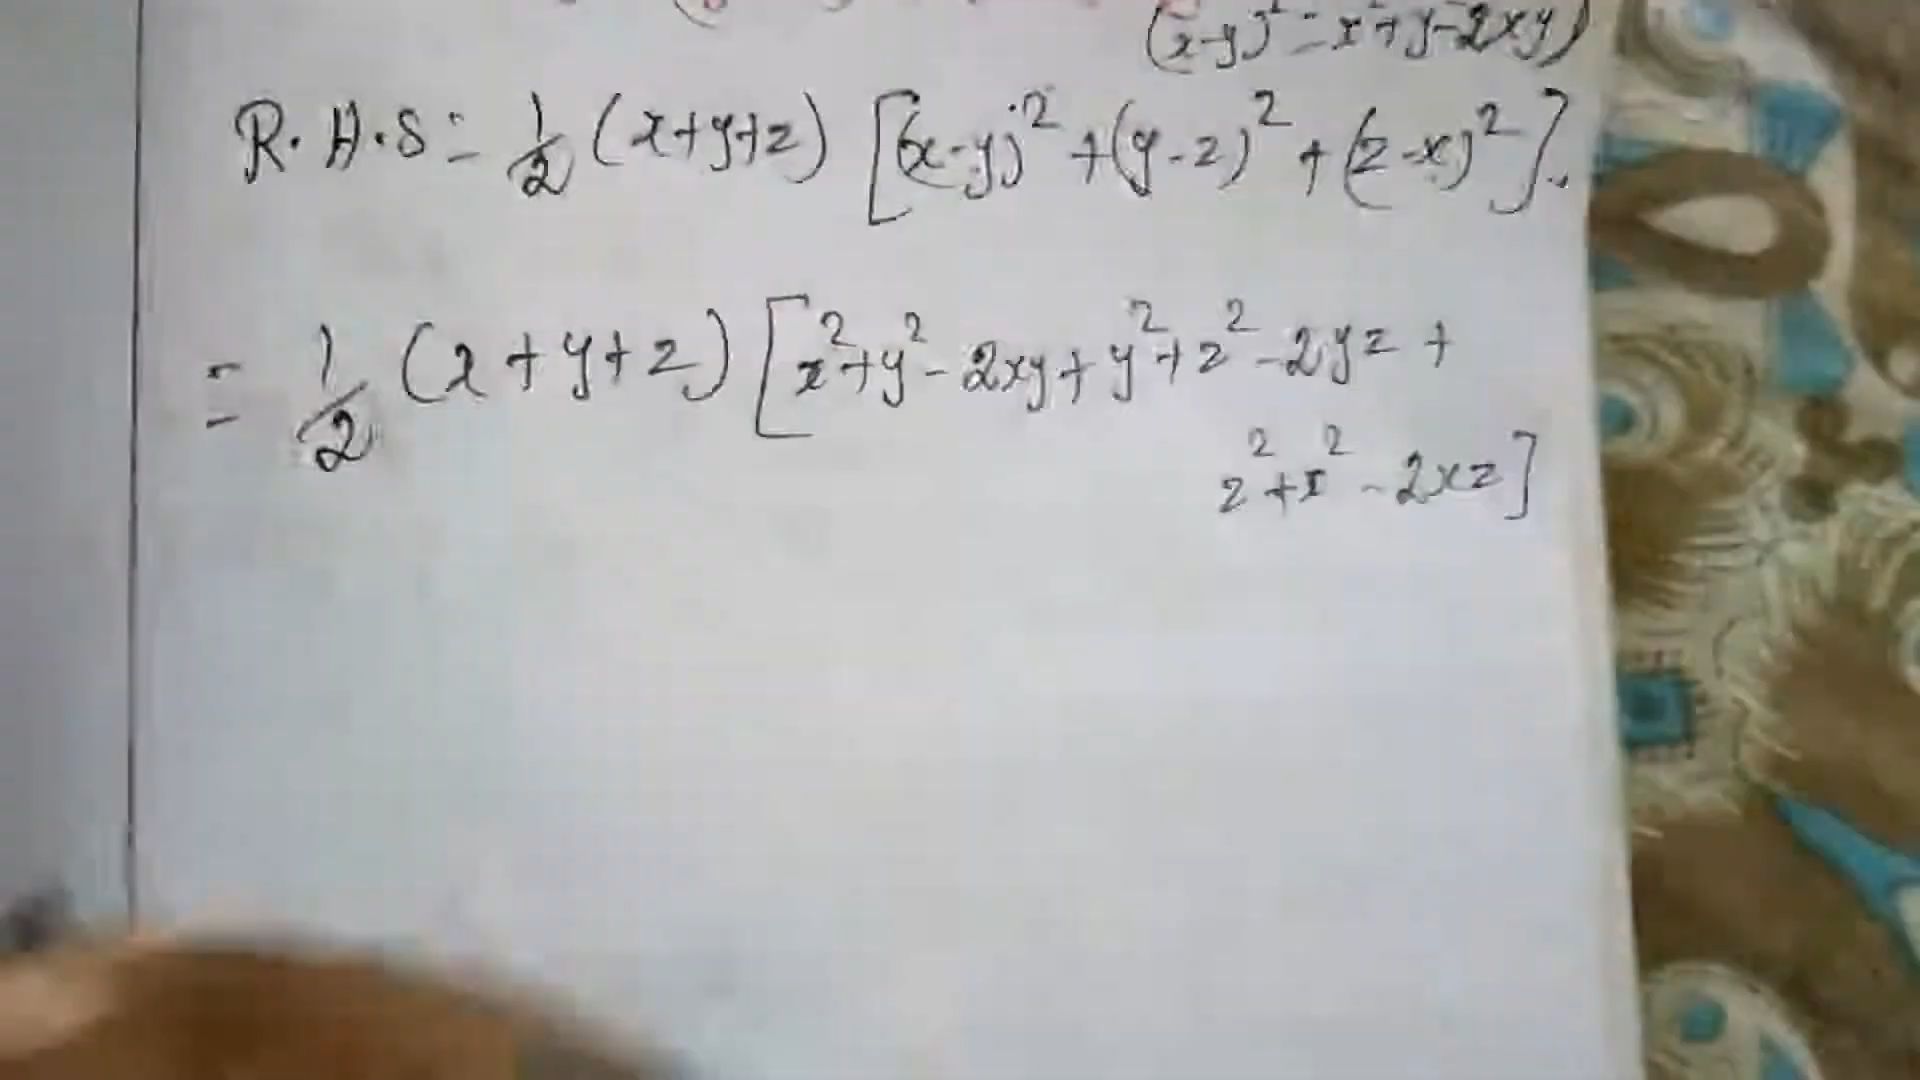 (x-y)² = x²+y²-2xy)
R.H.S = 1/2 (x+y+z) [(x-y)² + (y-z)² + (z-x)²].
= 1/2 (x+y+z) [x²+y²-2xy+y²+z²-2yz+
z²+x²-2xz]